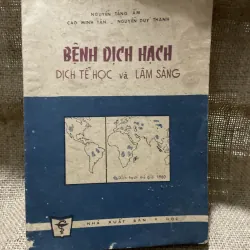 NGUYỄN TĂNG ẤM
CAO MINH TÂN - NGUYỄN DUY THANH
BỆNH DỊCH HẠCH
DỊCH TỄ HỌC VÀ LÂM SÀNG
NHÀ XUẤT BẢN Y HỌC